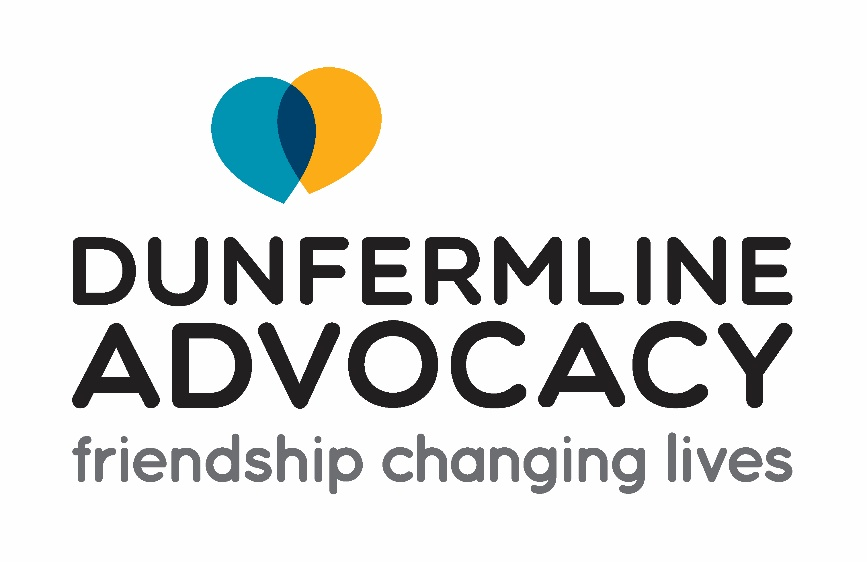 DUNFERMLINE
ADVOCACY
friendship changing lives